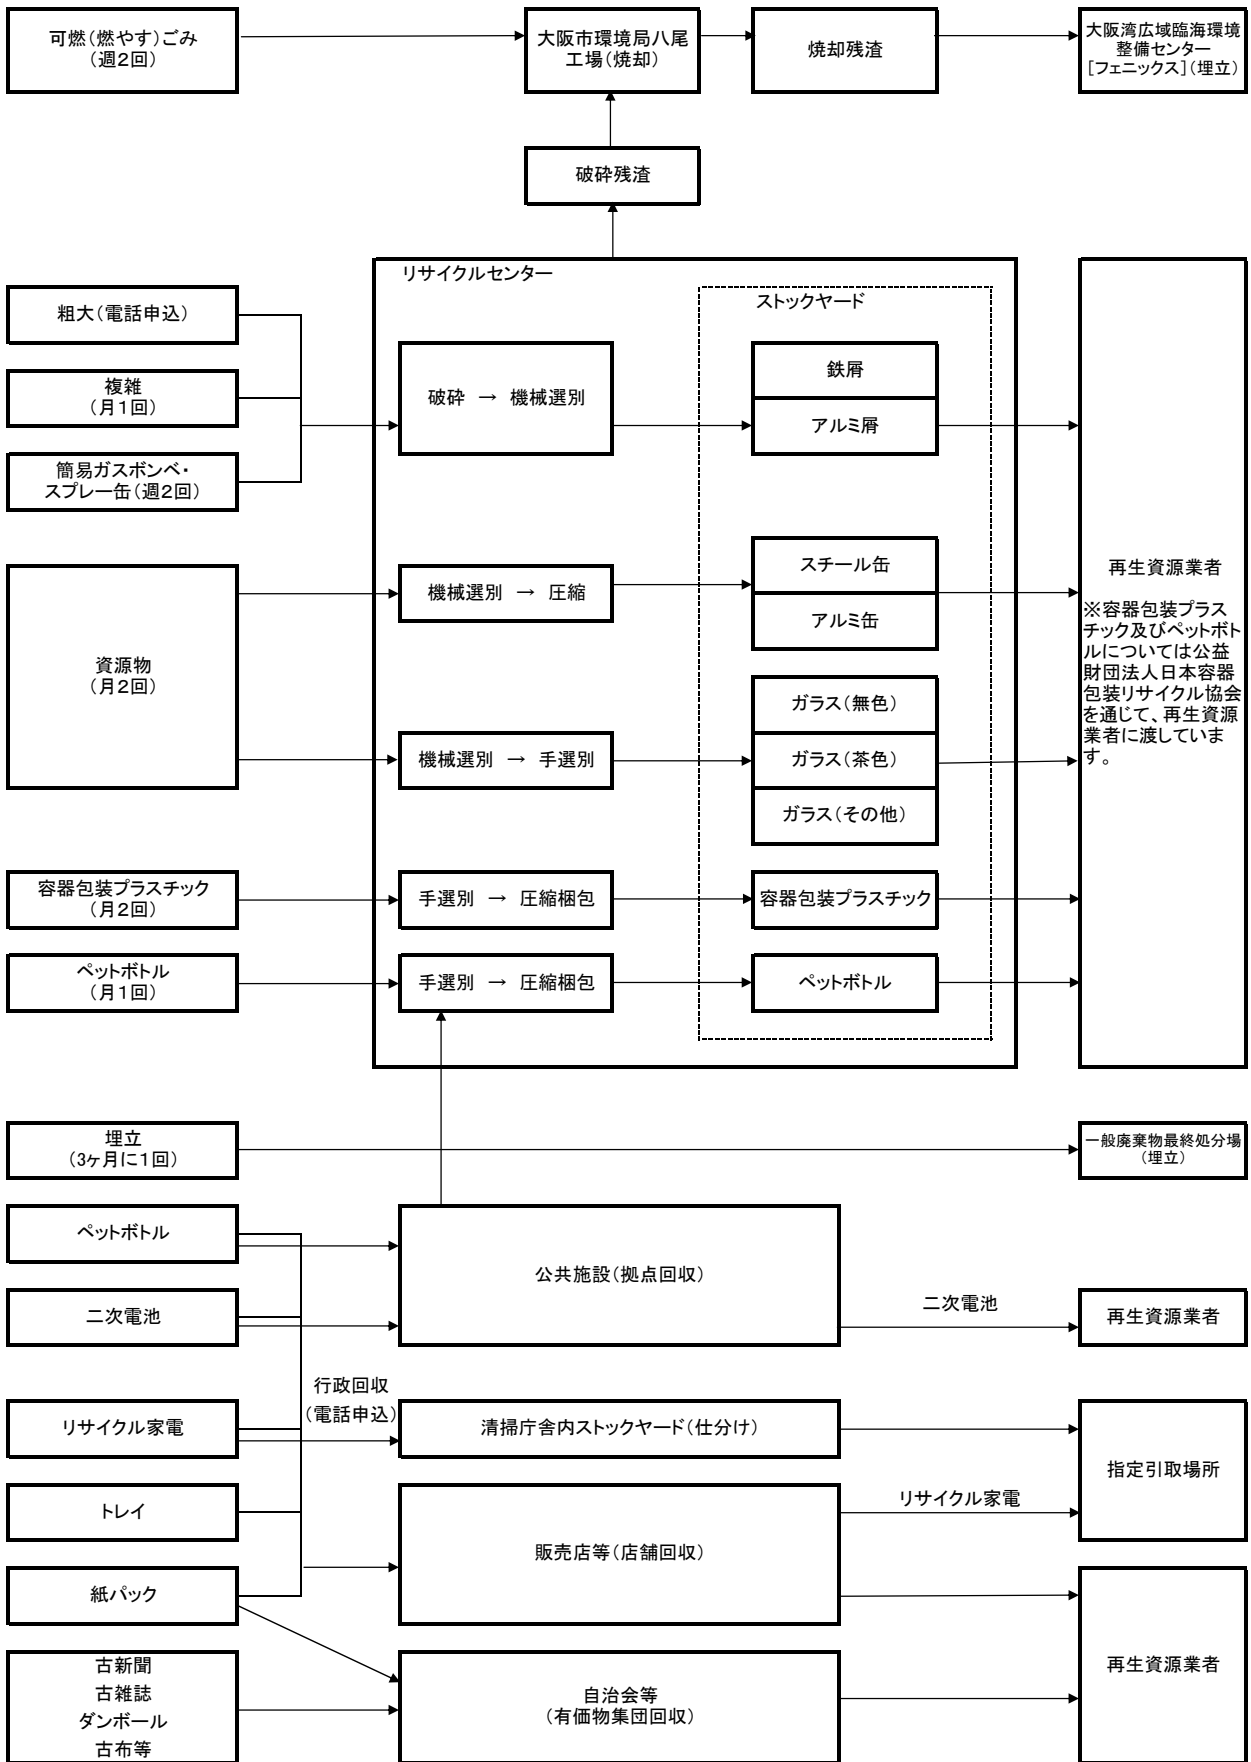 可燃(燃やす)ごみ
(週2回)
大阪市環境局八尾
工場(焼却)
焼却残渣
大阪湾広域臨海環境
整備センター
[フェニックス](埋立)
破砕残渣
リサイクルセンター
ストックヤード
粗大(電話申込)
複雑
(月1回)
簡易ガスボンベ・
スプレー缶(週2回)
破砕 → 機械選別
鉄屑
アルミ屑
資源物
(月2回)
機械選別 → 圧縮
スチール缶
アルミ缶
機械選別 → 手選別
ガラス(無色)
ガラス(茶色)
ガラス(その他)
容器包装プラスチック
(月2回)
手選別 → 圧縮梱包
容器包装プラスチック
ペットボトル
(月1回)
手選別 → 圧縮梱包
ペットボトル
再生資源業者
※容器包装プラス
チック及びペットボト
ルについては公益
財団法人日本容器
包装リサイクル協会
を通じて、再生資源
業者に渡していま
す。
埋立
(3ヶ月に1回)
一般廃棄物最終処分場
(埋立)
ペットボトル
二次電池
公共施設(拠点回収)
二次電池
再生資源業者
リサイクル家電
行政回収
(電話申込)
清掃庁舎内ストックヤード(仕分け)
指定引取場所
トレイ
紙パック
販売店等(店舗回収)
リサイクル家電
再生資源業者
古新聞
古雑誌
ダンボール
古布等
自治会等
(有価物集団回収)